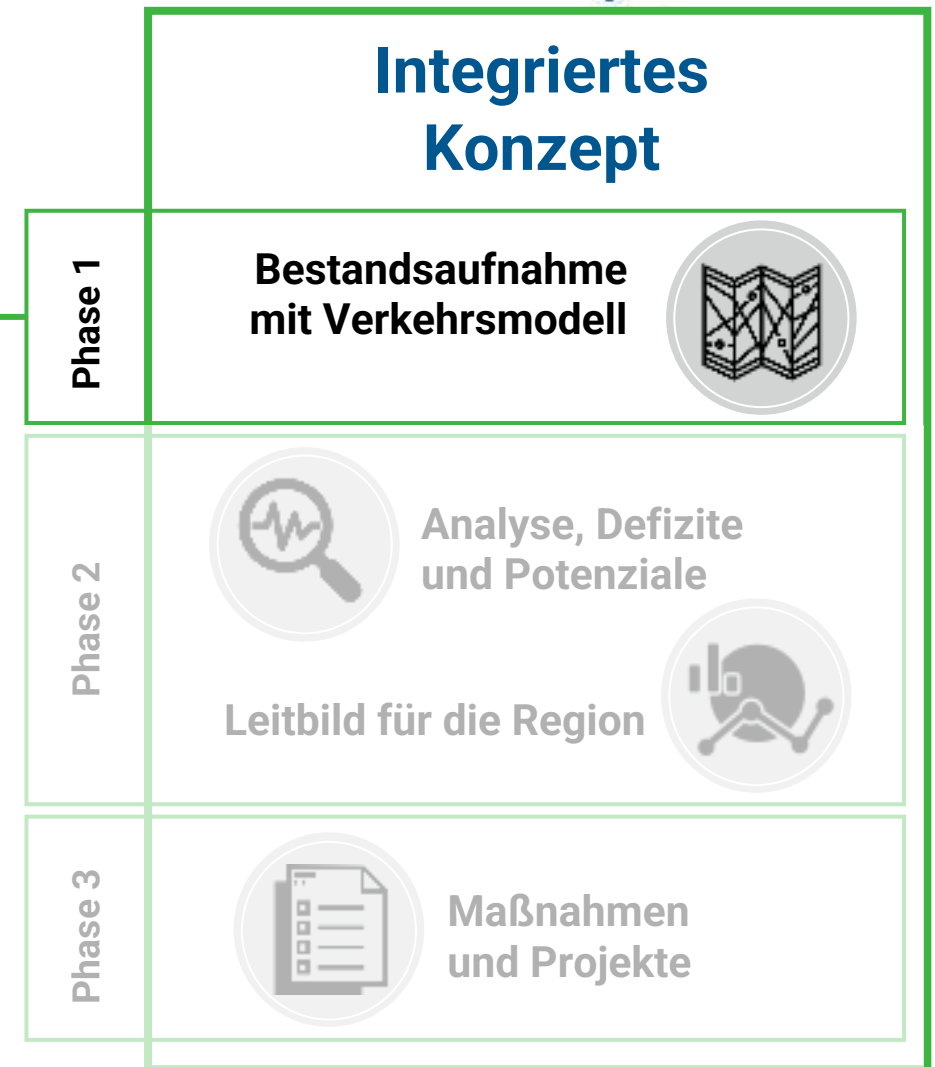 Integriertes
Konzept
Phase 1
Bestandsaufnahme
mit Verkehrsmodell
Phase 2
Analyse, Defizite
und Potenziale
Leitbild für die Region
Phase 3
Maßnahmen
und Projekte